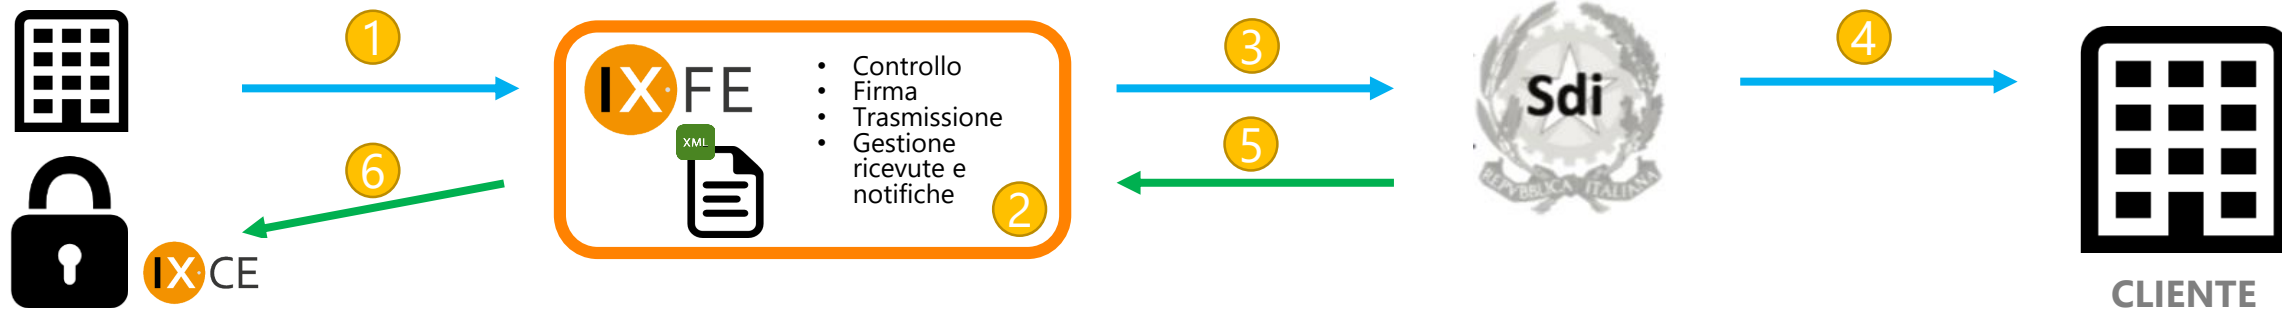 1
3
4
IX·FE
• Controllo
• Firma
• Trasmissione
• Gestione
ricevute e
notifiche
XML
2
Sdi
REPVBBLICA ITALIANA
5
6
IX·CE
CLIENTE